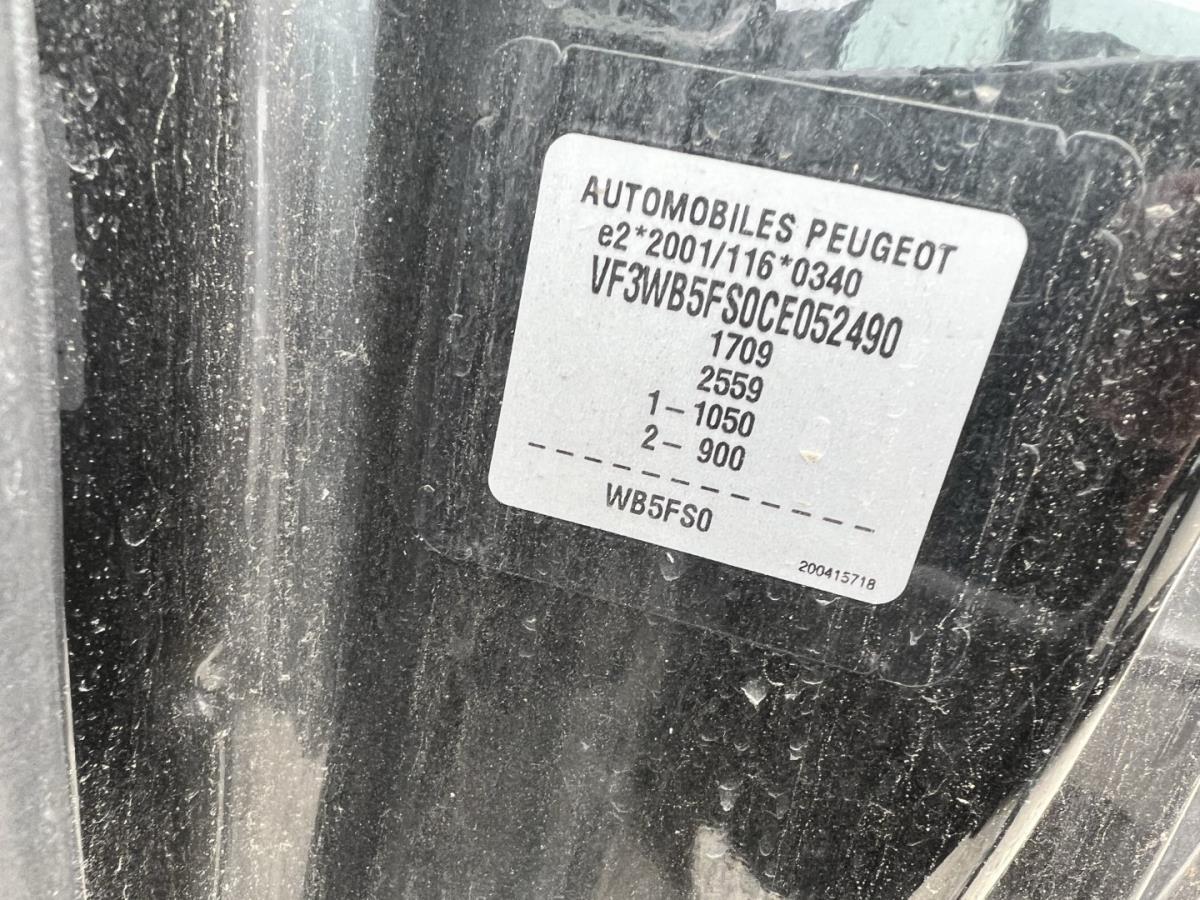 AUTOMOBILES PEUGEOT
e2*2001/116*0340
VF3WB5FS0CE052490
1709
2559
1- 1050
2- 900
WB5FS0
200415718